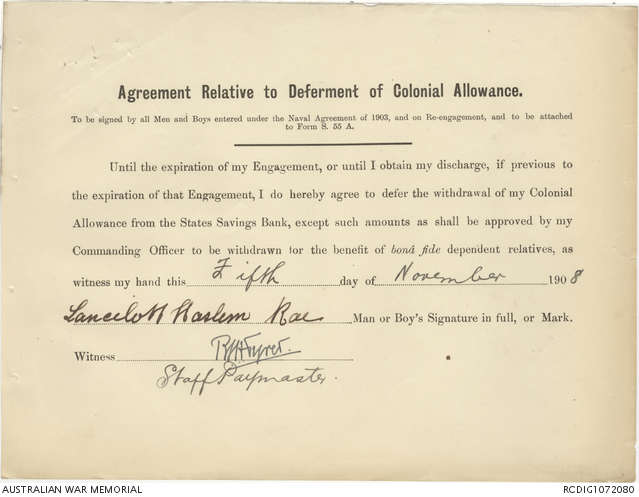 Agreement Relative to Deferment of Colonial Allowance.
To be signed by all Men and Boys entered under the Naval Agreement of 1903, and on Re-engagement, and to be attached
to Form S. 55 A.
Until the expiration of my Engagement, or until I obtain my discharge, if previous to
the expiration of that Engagement, I do hereby agree to defer the withdrawal of my Colonial
Allowance from the States Savings Bank, except such amounts as shall be approved by my
Commanding Officer to be withdrawn for the benefit of bonâ fide dependent relatives, as
witness my hand this Fifth day of November 1908
Lancelott Haslem Rae Man or Boy's Signature in full, or Mark.
Witness
Staff Paymaster.
AUSTRALIAN WAR MEMORIAL RCDIG1072080